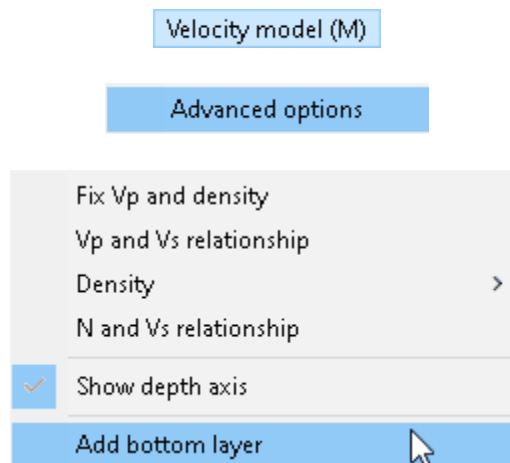 Velocity model (M)
Advanced options
Fix Vp and density
Vp and Vs relationship
Density
N and Vs relationship
Show depth axis
Add bottom layer